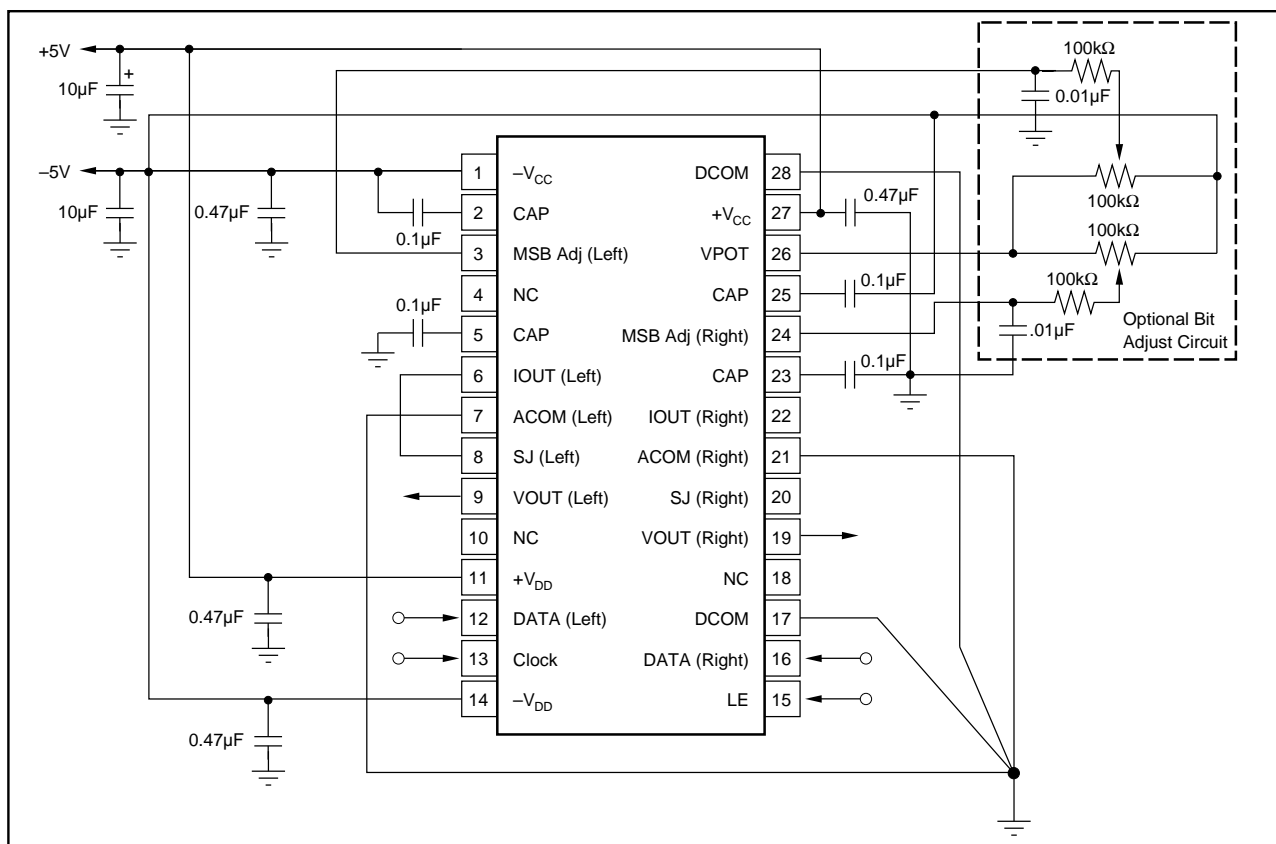 +5V
10µF
+
–5V
10µF
0.47µF
0.1µF
0.1µF
0.47µF
0.47µF
1 –VCC
2 CAP
3 MSB Adj (Left)
4 NC
5 CAP
6 IOUT (Left)
7 ACOM (Left)
8 SJ (Left)
9 VOUT (Left)
10 NC
11 +VDD
12 DATA (Left)
13 Clock
14 –VDD
DCOM 28
+VCC 27
VPOT 26
CAP 25
MSB Adj (Right) 24
CAP 23
IOUT (Right) 22
ACOM (Right) 21
SJ (Right) 20
VOUT (Right) 19
NC 18
DCOM 17
DATA (Right) 16
LE 15
0.47µF
0.1µF
0.1µF
100kΩ
0.01µF
100kΩ
100kΩ
100kΩ
.01µF
Optional Bit
Adjust Circuit